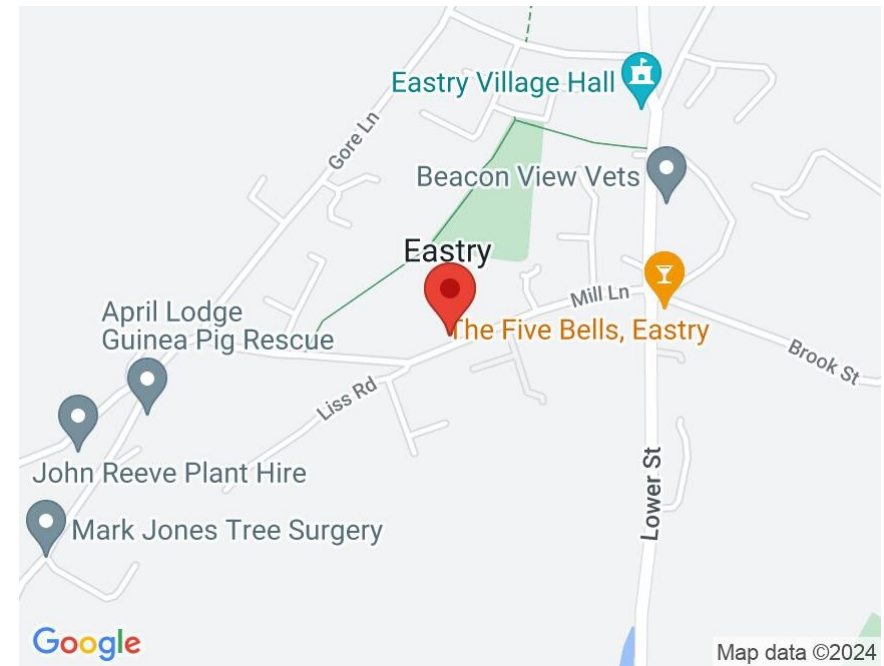 Eastry Village Hall
Gore Ln
Beacon View Vets
Eastry
Mill Ln
April Lodge
Guinea Pig Rescue
The Five Bells, Eastry
Brook St
Liss Rd
John Reeve Plant Hire
Lower St
Mark Jones Tree Surgery
Google
Map data ©2024